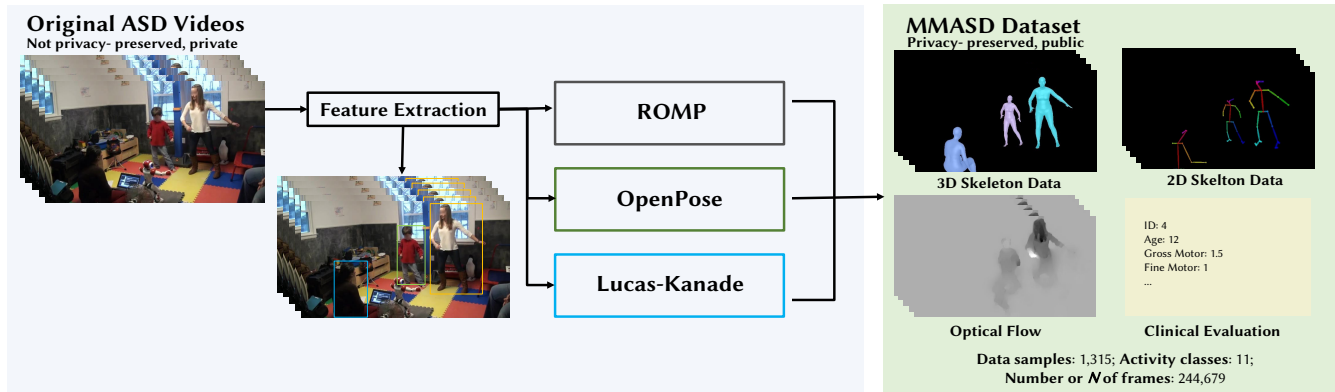 Original ASD Videos
Not privacy- preserved, private
Feature Extraction
ROMP
OpenPose
Lucas-Kanade
MMASD Dataset
Privacy- preserved, public
3D Skeleton Data
2D Skelton Data
ID: 4
Age: 12
Gross Motor: 1.5
Fine Motor: 1
...
Optical Flow
Clinical Evaluation
Data samples: 1,315; Activity classes: 11;
Number or N of frames: 244,679